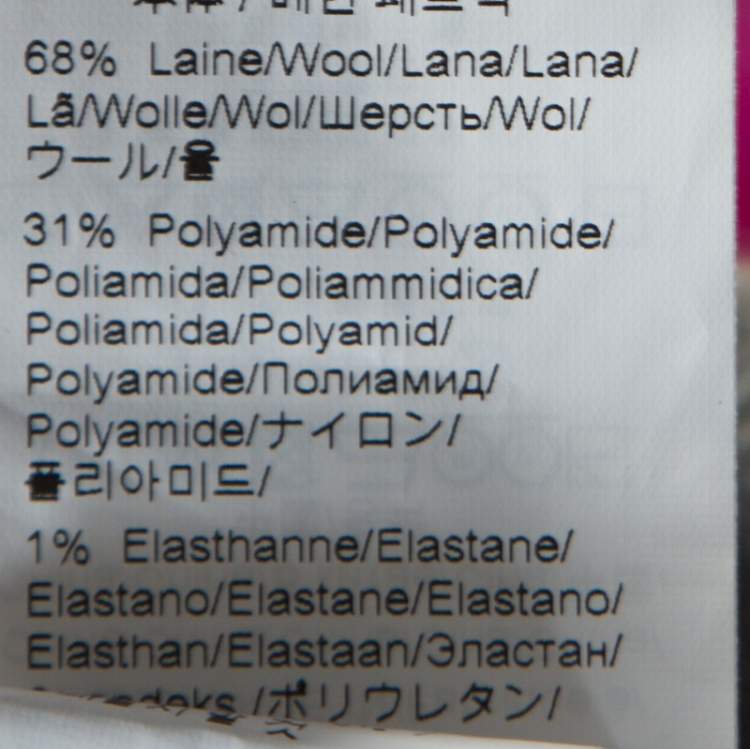 68% Laine/Wool/Lana/Lana/
Lã/Wolle/Wol/Шерсть/Wol/
ウール/울
31% Polyamide/Polyamide/
Poliamida/Poliammidica/
Poliamida/Polyamid/
Polyamide/Полиамид/
Polyamide/ナイロン/
폴리아미드/
1% Elasthanne/Elastane/
Elastano/Elastane/Elastano/
Elasthan/Elastaan/Эластан/
/ポリウレタン/